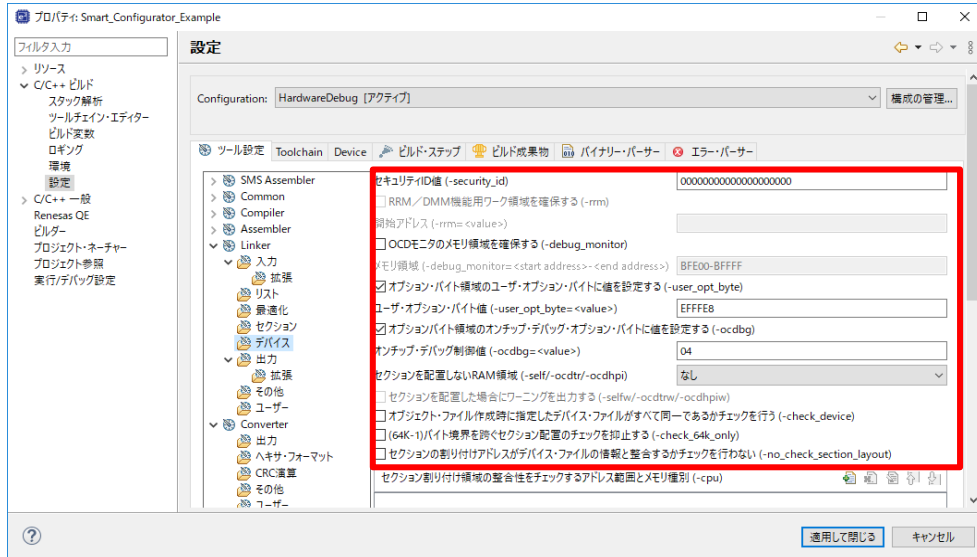 プロパティ: Smart_Configurator_Example
フィルタ入力
リソース
C/C++ ビルド
スタック解析
ツールチェイン・エディター
ビルド変数
ロギング
環境
設定
C/C++ 一般
Renesas QE
ビルダー
プロジェクト・ネーチャー
プロジェクト参照
実行/デバッグ設定
設定
Configuration: HardwareDebug [アクティブ] 構成の管理...
ツール設定 Toolchain Device ビルド・ステップ ビルド成果物 バイナリー・パーサー エラー・パーサー
SMS Assembler
Common
Compiler
Assembler
Linker
入力
拡張
リスト
最適化
セクション
デバイス
出力
拡張
その他
ユーザー
Converter
出力
ヘキサ・フォーマット
CRC演算
その他
ユーザー
セキュリティID値 (-security_id) 00000000000000000000
RRM/DMM機能用ワーク領域を確保する (-rrm)
開始アドレス (-rrm=<value>)
OCDモニタのメモリ領域を確保する (-debug_monitor)
メモリ領域 (-debug_monitor=<start address>-<end address>) BFE00-BFFFF
オプション・バイト領域のユーザ・オプション・バイトに値を設定する (-user_opt_byte)
ユーザ・オプション・バイト値 (-user_opt_byte=<value>) EFFFE8
オプションバイト領域のオンチップ・デバッグ・オプション・バイトに値を設定する (-ocdbg)
オンチップ・デバッグ制御値 (-ocdbg=<value>) 04
セクションを配置しないRAM領域 (-self/-ocdtr/-ocdhpi) なし
セクションを配置した場合にワーニングを出力する (-selfw/-ocdtrw/-ocdhpiw)
オブジェクト・ファイル作成時に指定したデバイス・ファイルがすべて同一であるかチェックを行う (-check_device)
(64K-1)バイト境界を跨ぐセクション配置のチェックを抑止する (-check_64k_only)
セクションの割り付けアドレスがデバイス・ファイルの情報と整合するかチェックを行わない (-no_check_section_layout)
セクション割り付け領域の整合性をチェックするアドレス範囲とメモリ種別 (-cpu)
適用して閉じる キャンセル